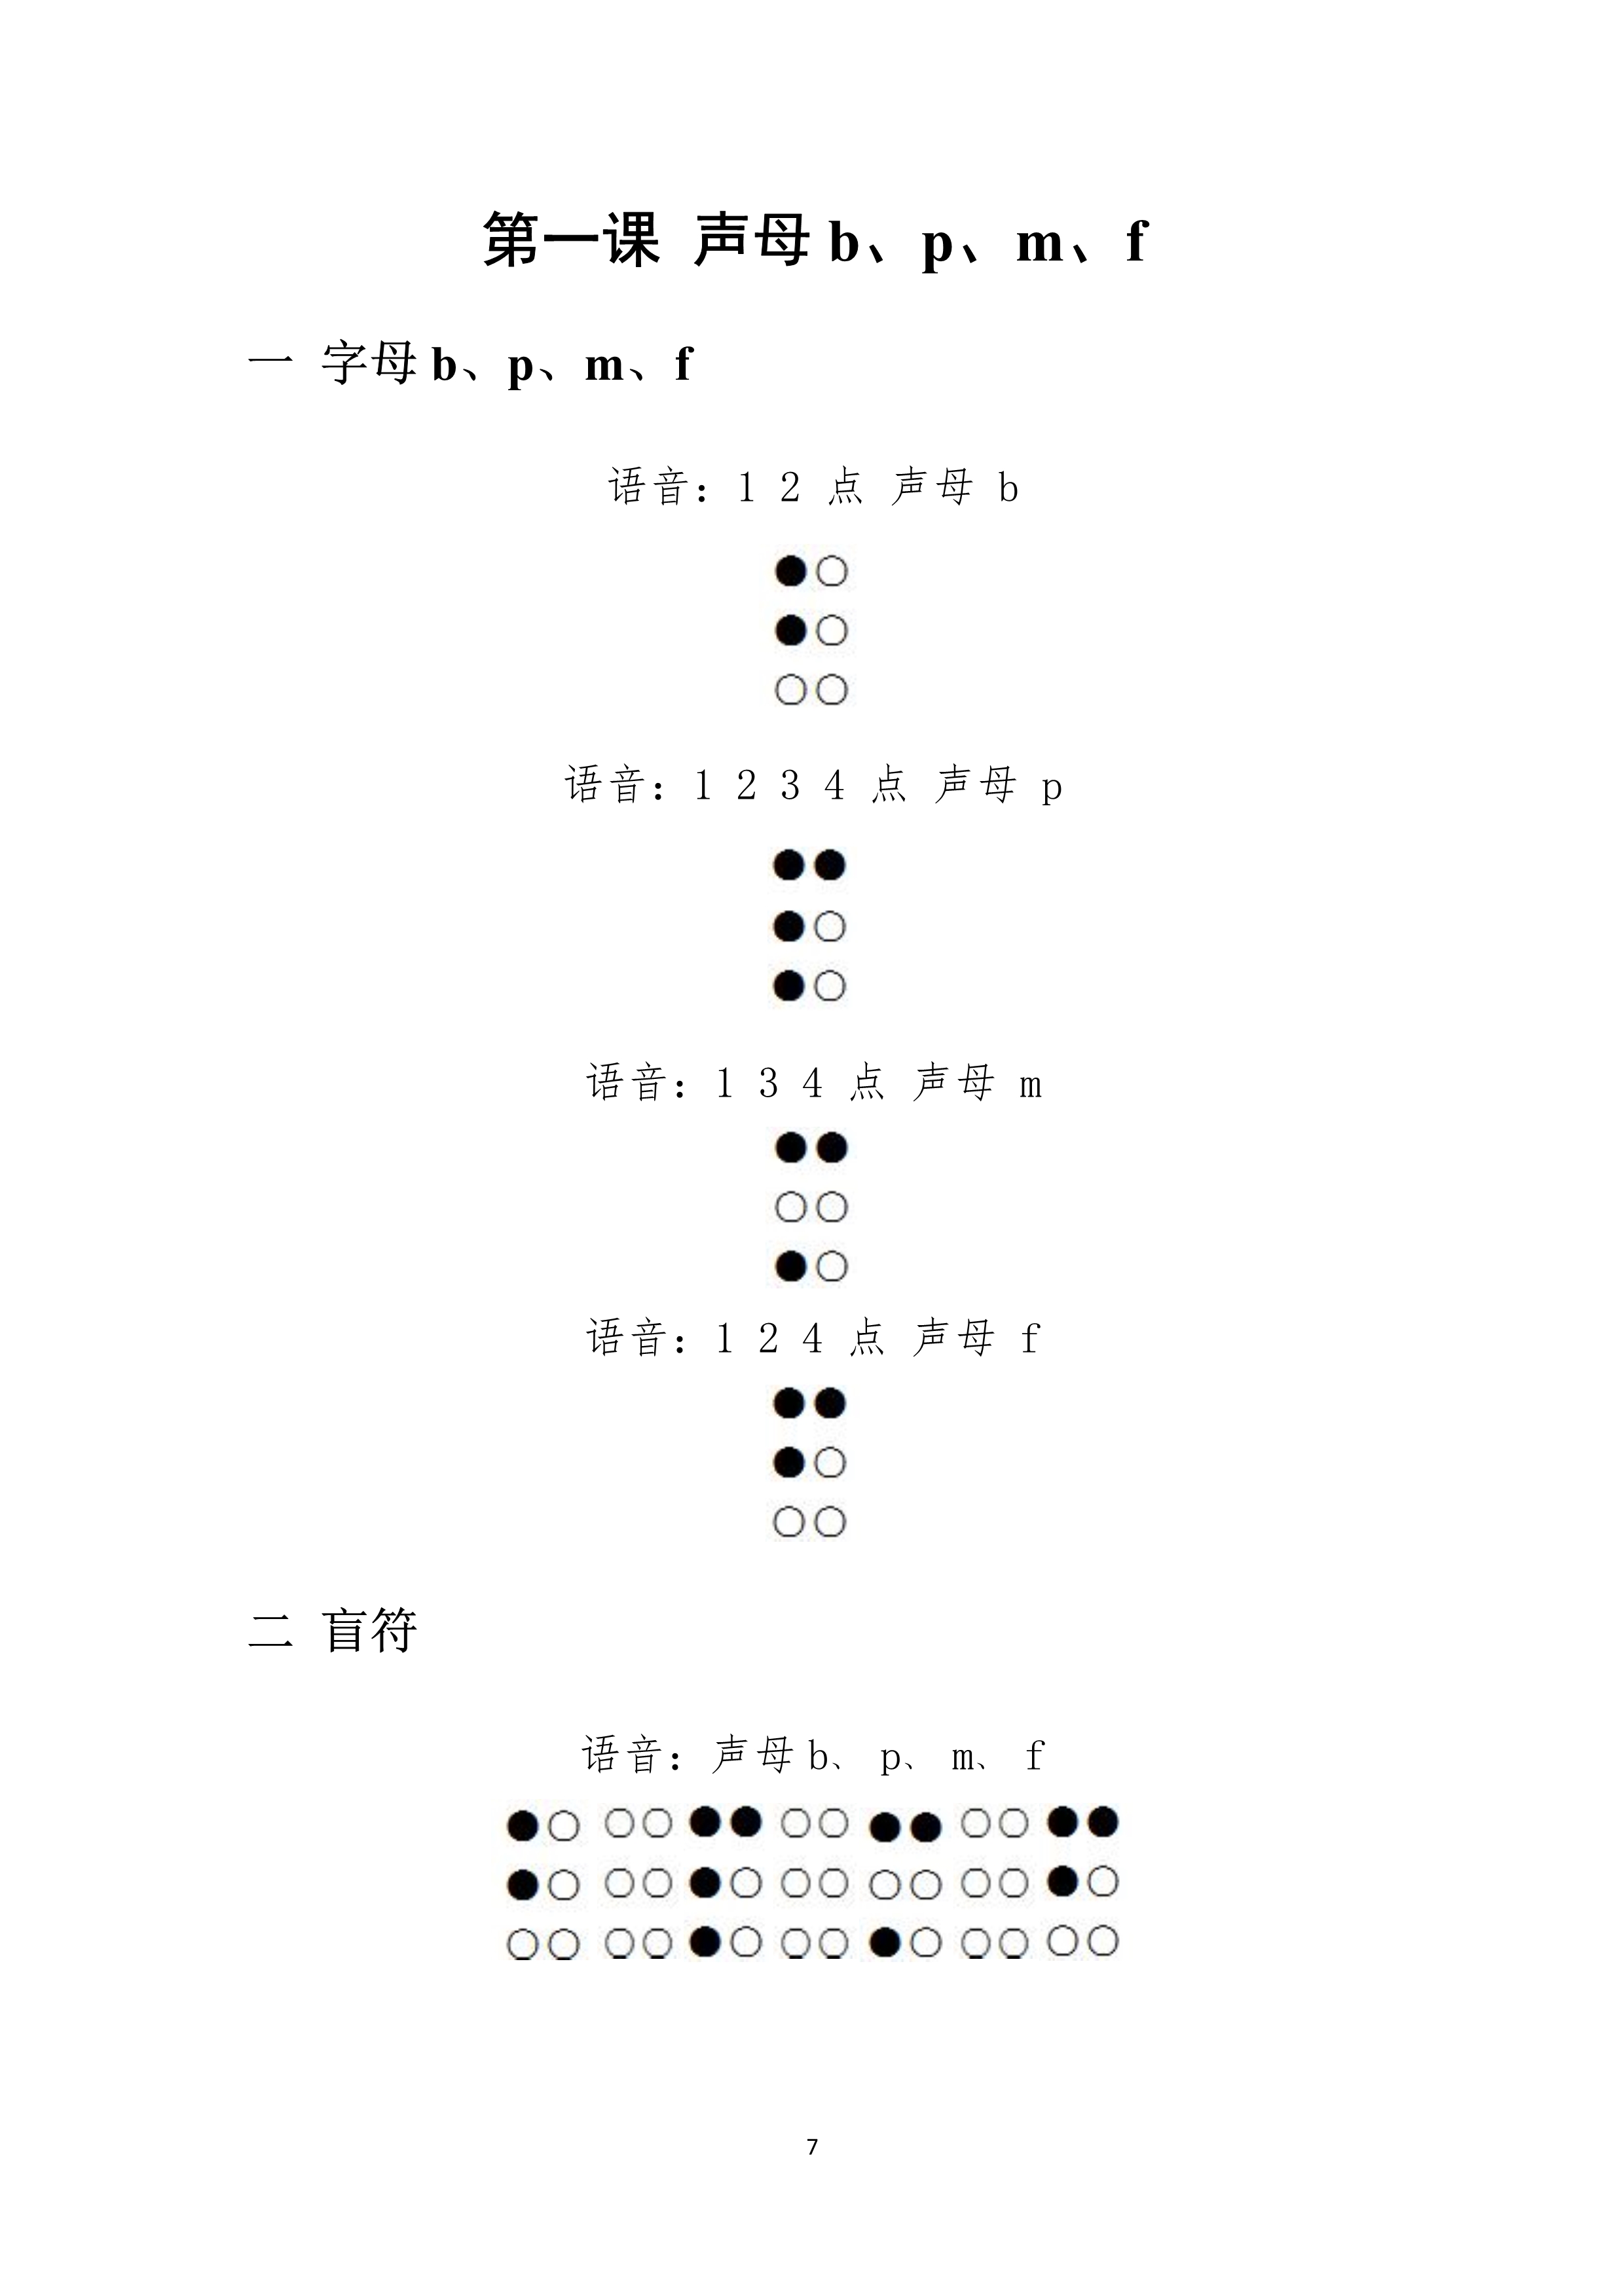 第一课 声母 b、p、m、f
一 字母 b、p、m、f
语音：1 2 点 声母 b
●○
●○
○○
语音：1 2 3 4 点 声母 p
●●
●○
●○
语音：1 3 4 点 声母 m
●●
○○
●○
语音：1 2 4 点 声母 f
●●
●○
○○
二 盲符
语音：声母 b、 p、 m、 f
●○ ○○ ●● ○○ ●● ○○ ●●
●○ ○○ ●○ ○○ ○○ ○○ ●○
○○ ○○ ●○ ○○ ●○ ○○ ○○
7